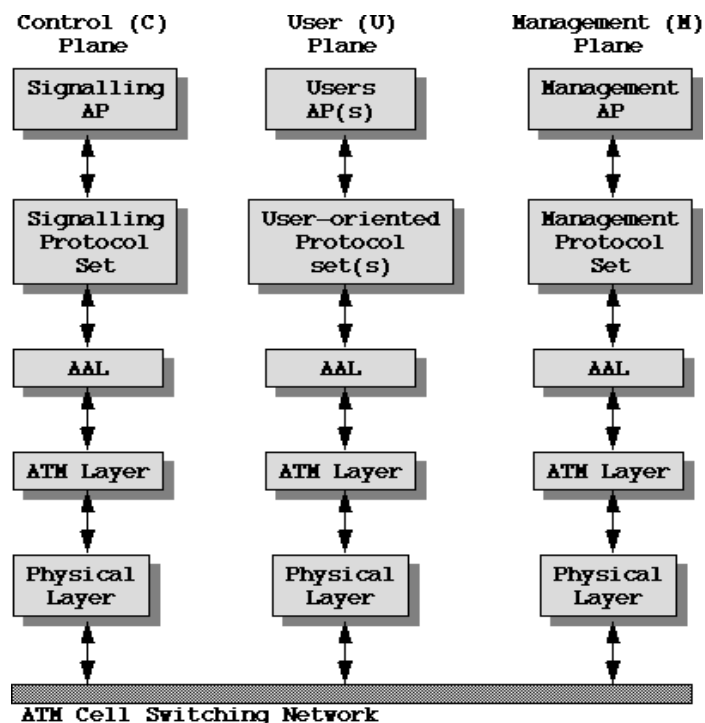 Control (C)
Plane
User (U)
Plane
Management (M)
Plane
Signalling
AP
Users
AP(s)
Management
AP
Signalling
Protocol
Set
User-oriented
Protocol
set(s)
Management
Protocol
Set
AAL
AAL
AAL
ATM Layer
ATM Layer
ATM Layer
Physical
Layer
Physical
Layer
Physical
Layer
ATM Cell Switching Network